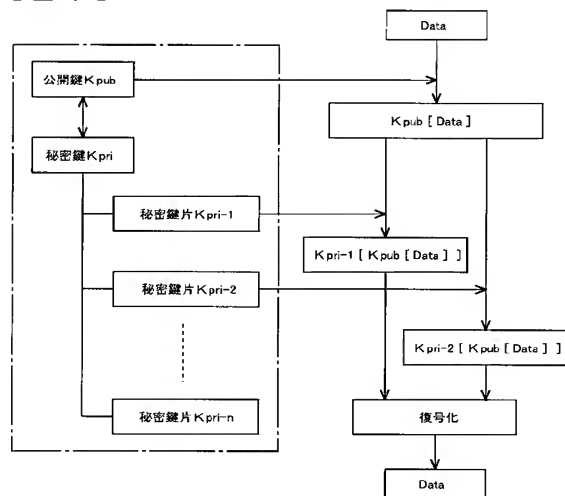 Data
公開鍵Kpub
Kpub [ Data ]
秘密鍵Kpri
秘密鍵片Kpri-1
Kpri-1 [ Kpub [ Data ] ]
秘密鍵片Kpri-2
Kpri-2 [ Kpub [ Data ] ]
秘密鍵片Kpri-n
復号化
Data